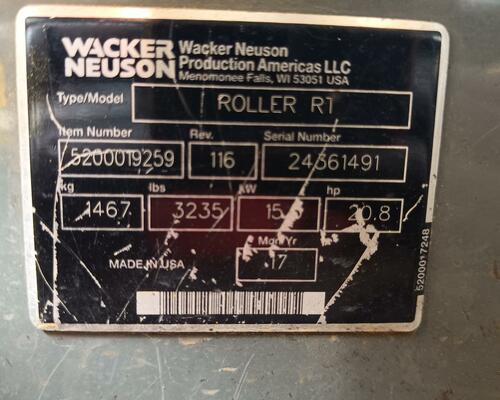 WACKER NEUSON
Wacker Neuson
Production Americas LLC
Menomonee Falls, WI 53051 USA
Type/Model ROLLER RT
Item Number Rev. Serial Number
5200019259 116 24361491
kg lbs kW hp
1467 3235 15. 20.8
Mon/Yr
MADE IN USA 17
5200017248